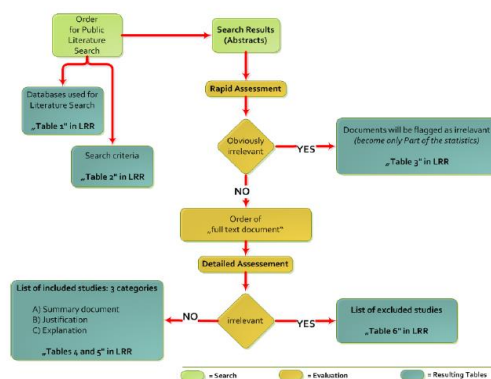 Order
for Public
Literature
Search
Search Results
(Abstracts)
Databases used for
Literature Search
„Table 1" in LRR
Search criteria
„Table 2" in LRR
Rapid Assessment
Obviously
irrelevant
YES
Documents will be flagged as irrelavant
(become only Part of the statistics)
„Table 3" in LRR
NO
Order of
„full text document"
Detailed Assessement
List of included studies: 3 categories
A) Summary document
B) Justification
C) Explanation
„Tables 4 and 5" in LRR
NO
irrelevant
YES
List of excluded studies
„Table 6" in LRR
= Search
= Evaluation
= Resulting Tables